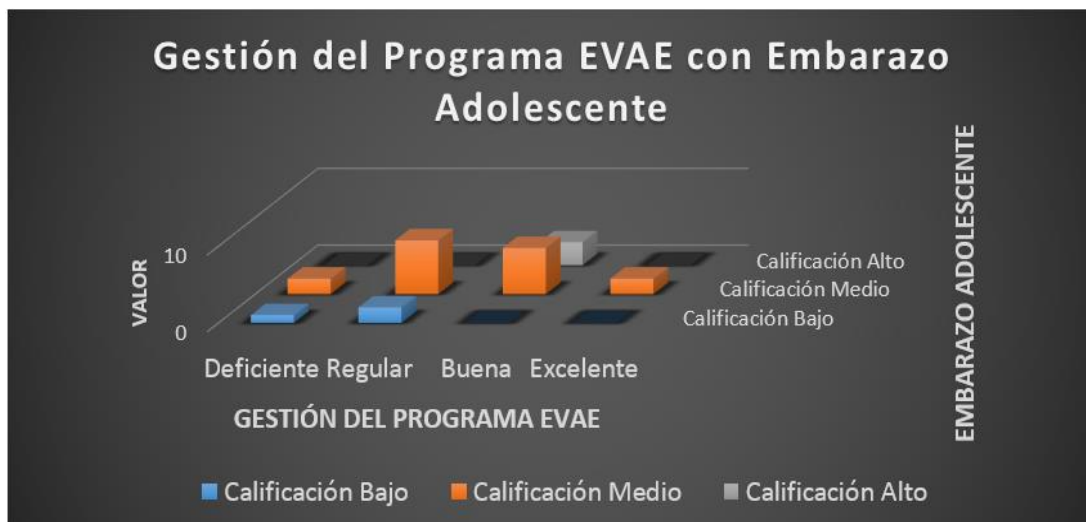 Gestión del Programa EVAE con Embarazo
Adolescente
EMBARAZO ADOLESCENTE
VALOR
10
0
Calificación Alto
Calificación Medio
Calificación Bajo
Deficiente Regular Buena Excelente
GESTIÓN DEL PROGRAMA EVAE
Calificación Bajo Calificación Medio Calificación Alto